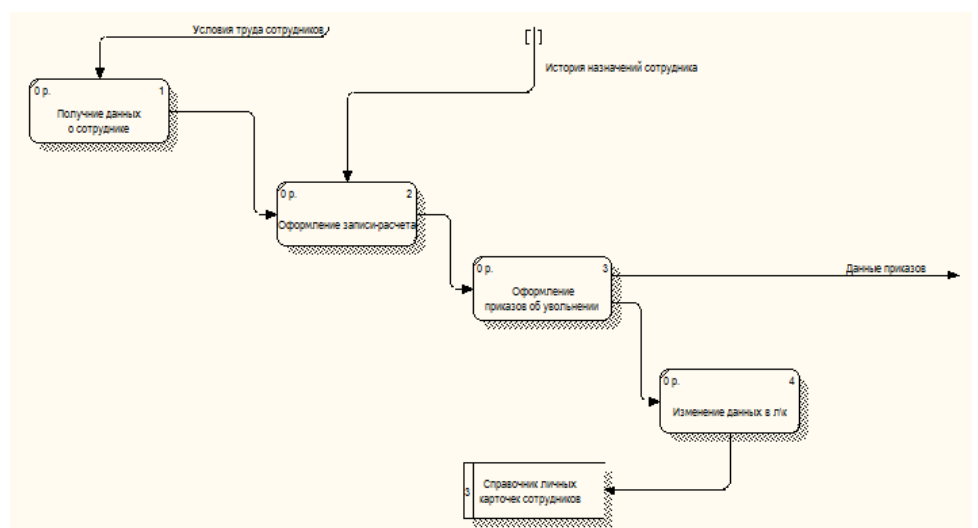 Условия труда сотрудников
[ ]
История назначений сотрудника
0 р. 1
Получние данных
о сотруднике
0 р. 2
Оформление записи-расчета
0 р. 3
Оформление
приказов об увольнении
Данные приказов
0 р. 4
Изменение данных в л\к
3
Справочник личных
карточек сотрудников